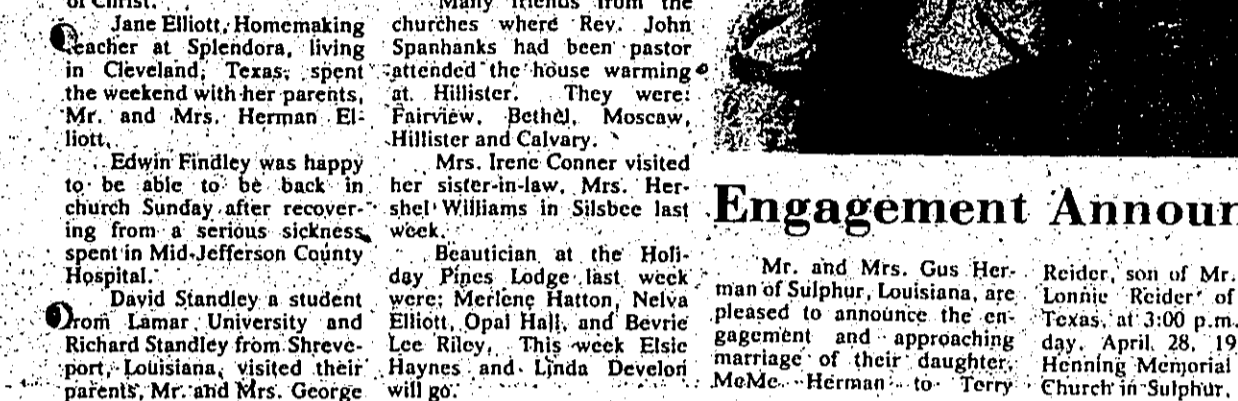 of Christ.
Jane Elliott, Homemaking
teacher at Splendora, living
in Cleveland, Texas, spent
the weekend with her parents,
Mr. and Mrs. Herman El-
liott.
Edwin Findley was happy
to be able to be back in
church Sunday after recover-
ing from a serious sickness
spent in Mid-Jefferson County
Hospital.
David Standley a student
from Lamar University and
Richard Standley from Shreve-
port, Louisiana, visited their
parents, Mr. and Mrs. George
Many friends from the
churches where Rev. John
Spanhanks had been pastor
attended the house warming
at Hillister. They were:
Fairview, Bethel, Moscaw,
Hillister and Calvary.
Mrs. Irene Conner visited
her sister-in-law, Mrs. Her-
shel Williams in Silsbee last
week.
Beautician at the Holi-
day Pines Lodge last week
were: Merlene Hatton, Nelva
Elliott, Opal Hall, and Bevrie
Lee Riley. This week Elsie
Haynes and Linda Develon
will go.
Engagement Announ
Mr. and Mrs. Gus Her-
man of Sulphur, Louisiana, are
pleased to announce the en-
gagement and approaching
marriage of their daughter,
MeMe Herman to Terry
Reider, son of Mr.
Lonnie Reider of
Texas, at 3:00 p.m.
day, April 28, 19
Henning Memorial
Church in Sulphur.